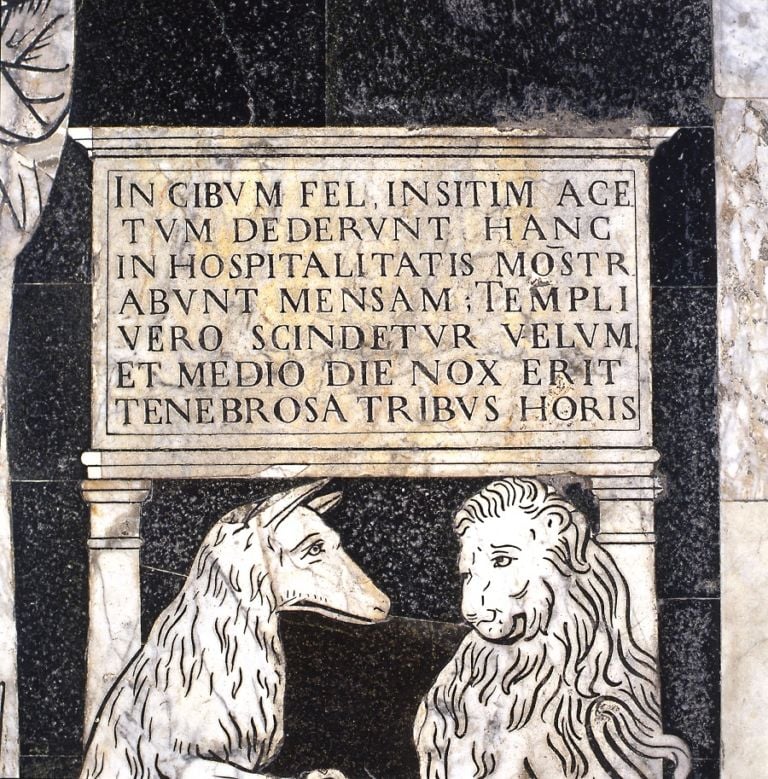 IN CIBVM FEL, INSITIM ACE
TVM DEDERVNT HANC
IN HOSPITALITATIS MOSTR
ABVNT MENSAM; TEMPLI
VERO SCINDETVR VELVM,
ET MEDIO DIE NOX ERIT
TENEBROSA TRIBVS HORIS